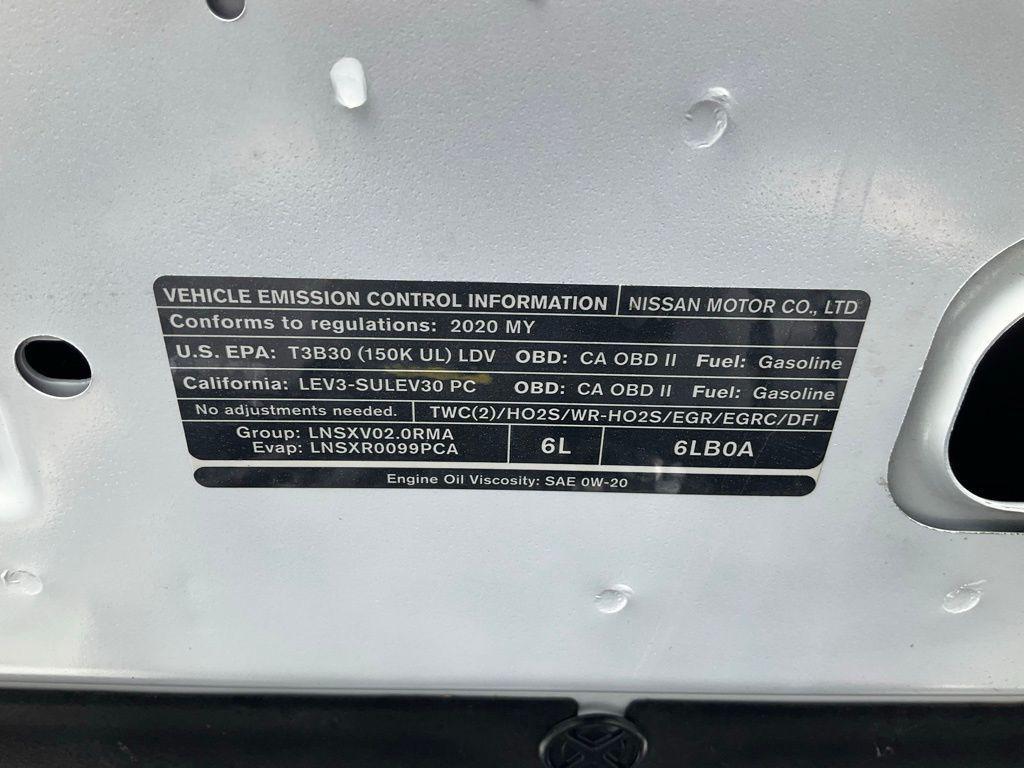 VEHICLE EMISSION CONTROL INFORMATION NISSAN MOTOR CO., LTD
Conforms to regulations: 2020 MY
U.S. EPA: T3B30 (150K UL) LDV OBD: CA OBD II Fuel: Gasoline
California: LEV3-SULEV30 PC OBD: CA OBD II Fuel: Gasoline
No adjustments needed. TWC(2)/HO2S/WR-HO2S/EGR/EGRC/DFI
Group: LNSXV02.0RMA
Evap: LNSXR0099PCA
6L 6LB0A
Engine Oil Viscosity: SAE 0W-20